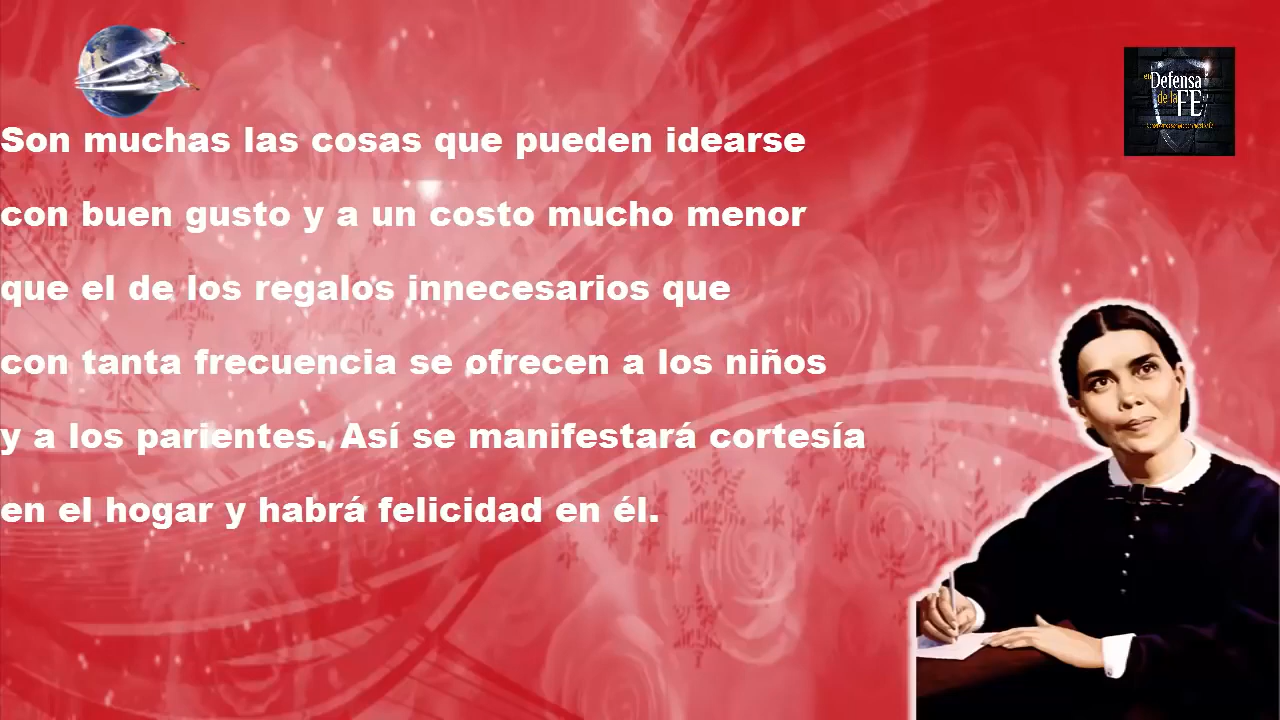 en
Defensa
de la FE
Son muchas las cosas que pueden idearse
con buen gusto y a un costo mucho menor
que el de los regalos innecesarios que
con tanta frecuencia se ofrecen a los niños
y a los parientes. Así se manifestará cortesía
en el hogar y habrá felicidad en él.